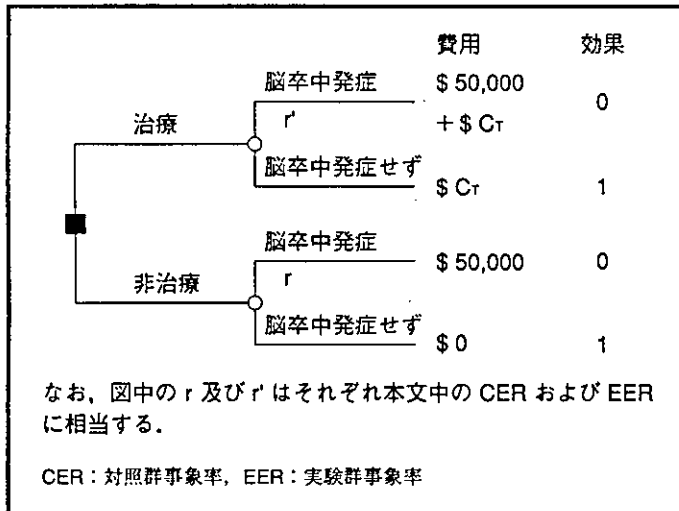 費用 効果
脳卒中発症 $ 50,000 0
治療 r' + $ CT
脳卒中発症せず $ CT 1
脳卒中発症 $ 50,000 0
非治療 r
脳卒中発症せず $ 0 1
なお，図中の r 及び r' はそれぞれ本文中の CER および EER
に相当する．
CER：対照群事象率，EER：実験群事象率